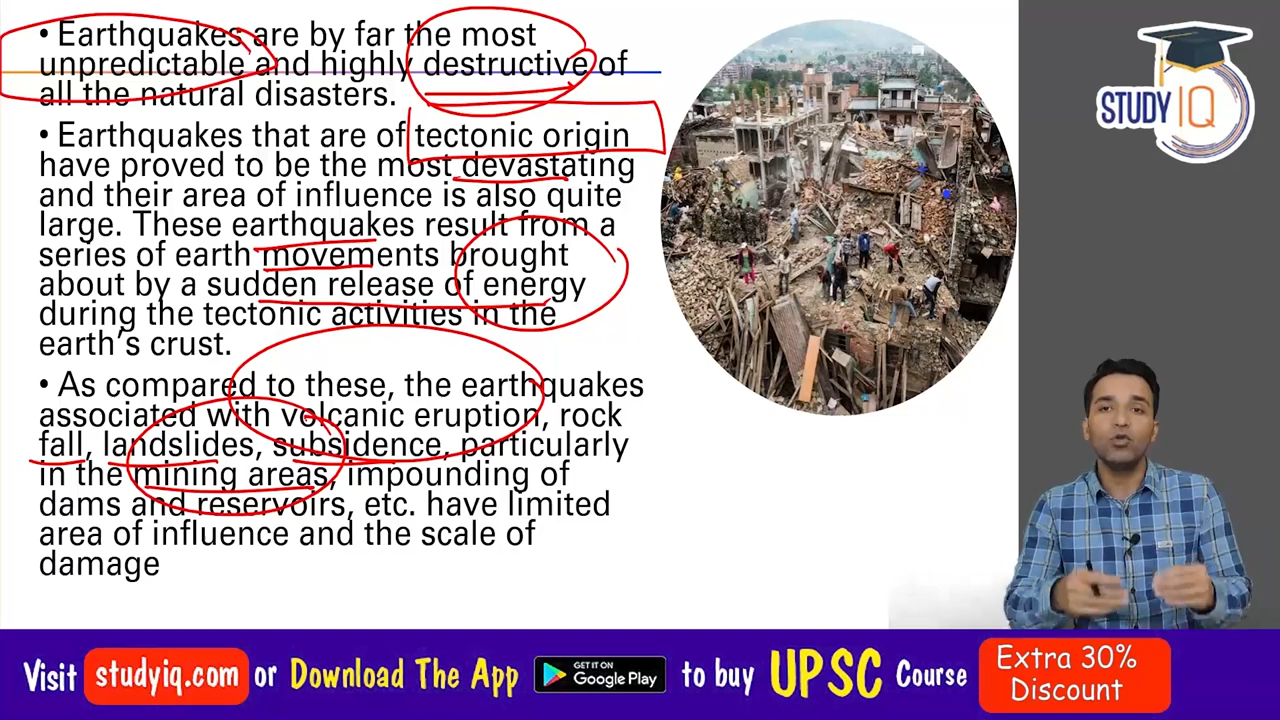 • Earthquakes are by far the most
unpredictable and highly destructive of
all the natural disasters.
• Earthquakes that are of tectonic origin
have proved to be the most devastating
and their area of influence is also quite
large. These earthquakes result from a
series of earth movements brought
about by a sudden release of energy
during the tectonic activities in the
earth's crust.
• As compared to these, the earthquakes
associated with volcanic eruption, rock
fall, landslides, subsidence, particularly
in the mining areas, impounding of
dams and reservoirs, etc. have limited
area of influence and the scale of
damage
STUDY IQ
Visit studyiq.com or Download The App GET IT ON Google Play to buy UPSC Course
Extra 30%
Discount